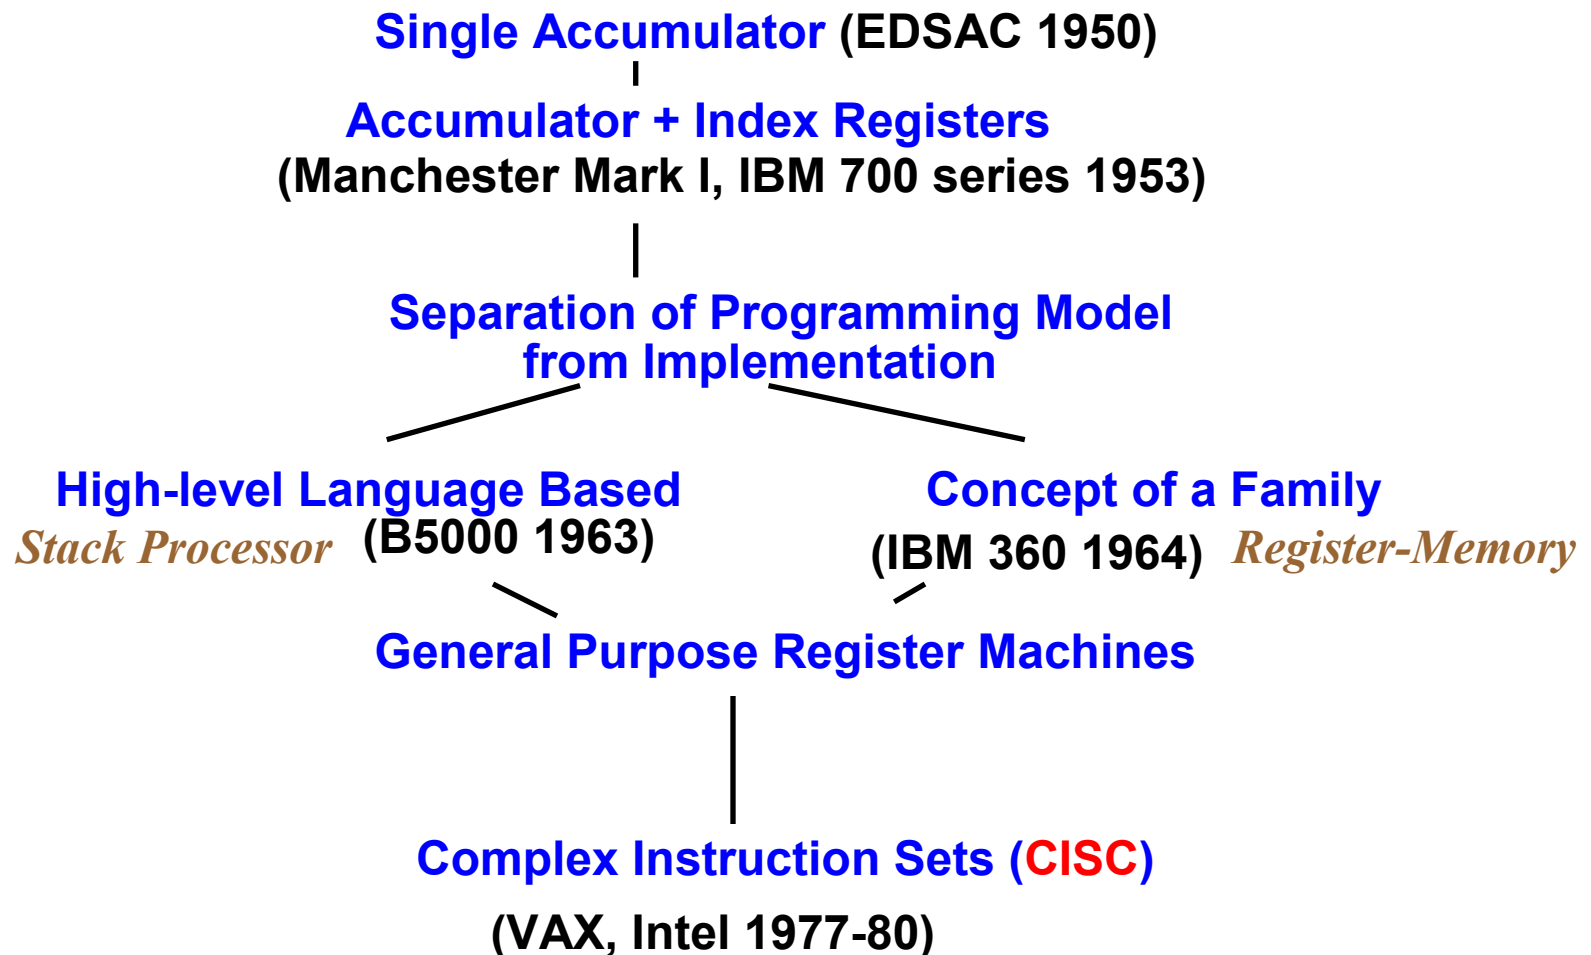 Single Accumulator (EDSAC 1950)
Accumulator + Index Registers
(Manchester Mark I, IBM 700 series 1953)
Separation of Programming Model
from Implementation
High-level Language Based
Stack Processor (B5000 1963)
Concept of a Family
(IBM 360 1964) Register-Memory
General Purpose Register Machines
Complex Instruction Sets (CISC)
(VAX, Intel 1977-80)